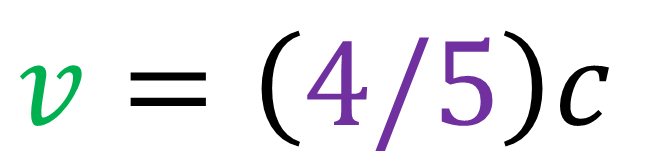 v = (4/5)c